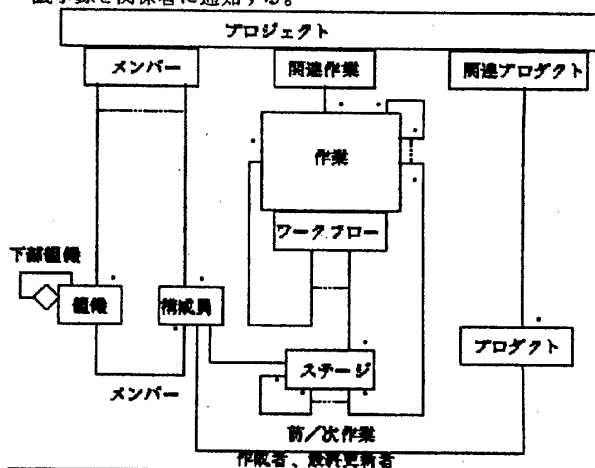 議事録を関係者に通知する。
プロジェクト
メンバー
関連作業
関連プロダクト
作業
ワークフロー
下部組織
組織
構成員
プロダクト
ステージ
メンバー
前/次作業
作成者、最終更新者